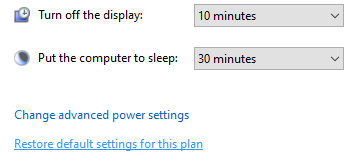 Turn off the display: 10 minutes
Put the computer to sleep: 30 minutes
Change advanced power settings
Restore default settings for this plan